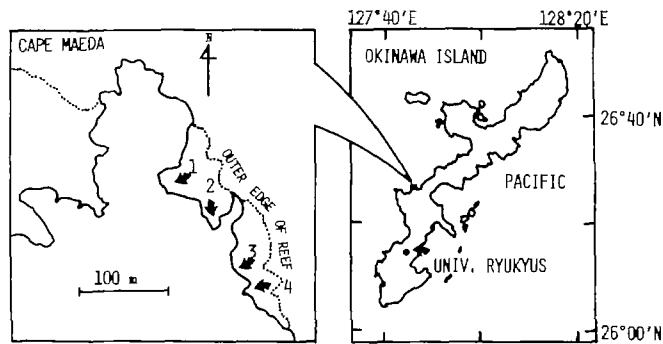 CAPE MAEDA
N
1
2
OUTER EDGE OF REEF
3
4
100 m
127°40'E
128°20'E
OKINAWA ISLAND
26°40'N
PACIFIC
UNIV. RYUKYUS
26°00'N